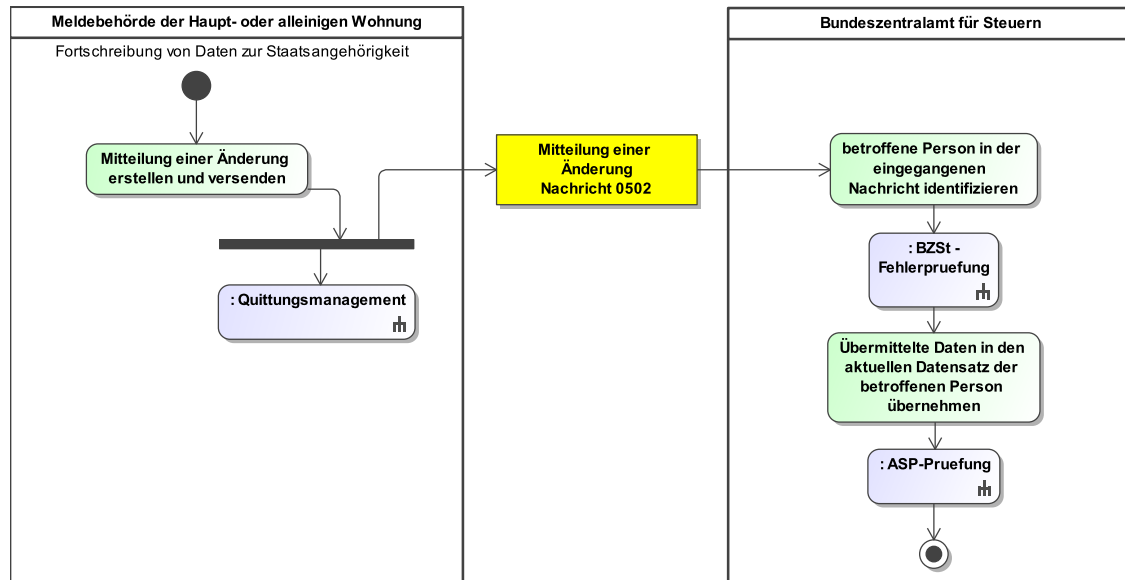 Meldebehörde der Haupt- oder alleinigen Wohnung
Fortschreibung von Daten zur Staatsangehörigkeit
Mitteilung einer Änderung
erstellen und versenden
: Quittungsmanagement
Mitteilung einer
Änderung
Nachricht 0502
Bundeszentralamt für Steuern
betroffene Person in der
eingegangenen
Nachricht identifizieren
: BZSt -
Fehlerpruefung
Übermittelte Daten in den
aktuellen Datensatz der
betroffenen Person
übernehmen
: ASP-Pruefung